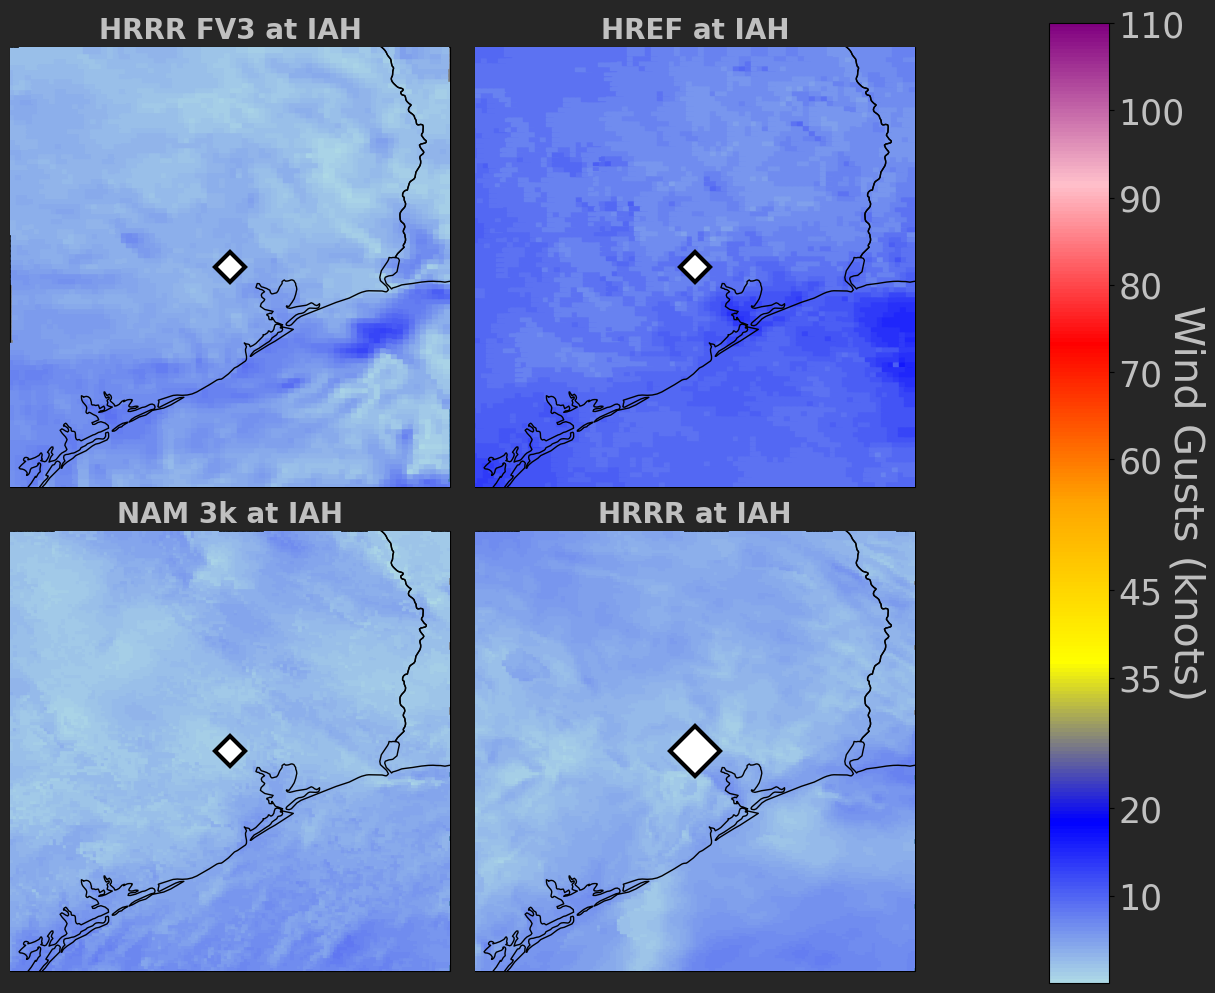 HRRR FV3 at IAH
HREF at IAH
NAM 3k at IAH
HRRR at IAH
110
100
90
80
70
60
45
35
20
10
Wind Gusts (knots)